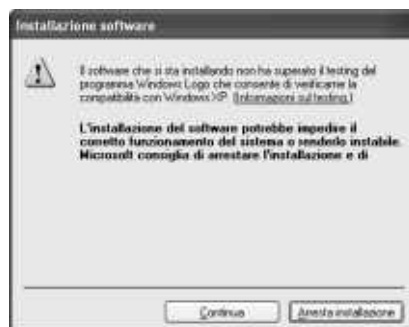 Installazione software
Il software che si sta installando non ha superato il testing del
programma Windows Logo che consente di verificarne la
compatibilità con Windows XP. (Informazioni sul testing.)
L'installazione del software potrebbe impedire il
corretto funzionamento del sistema o renderlo instabile.
Microsoft consiglia di arrestare l'installazione e di
Continua
Arresta installazione